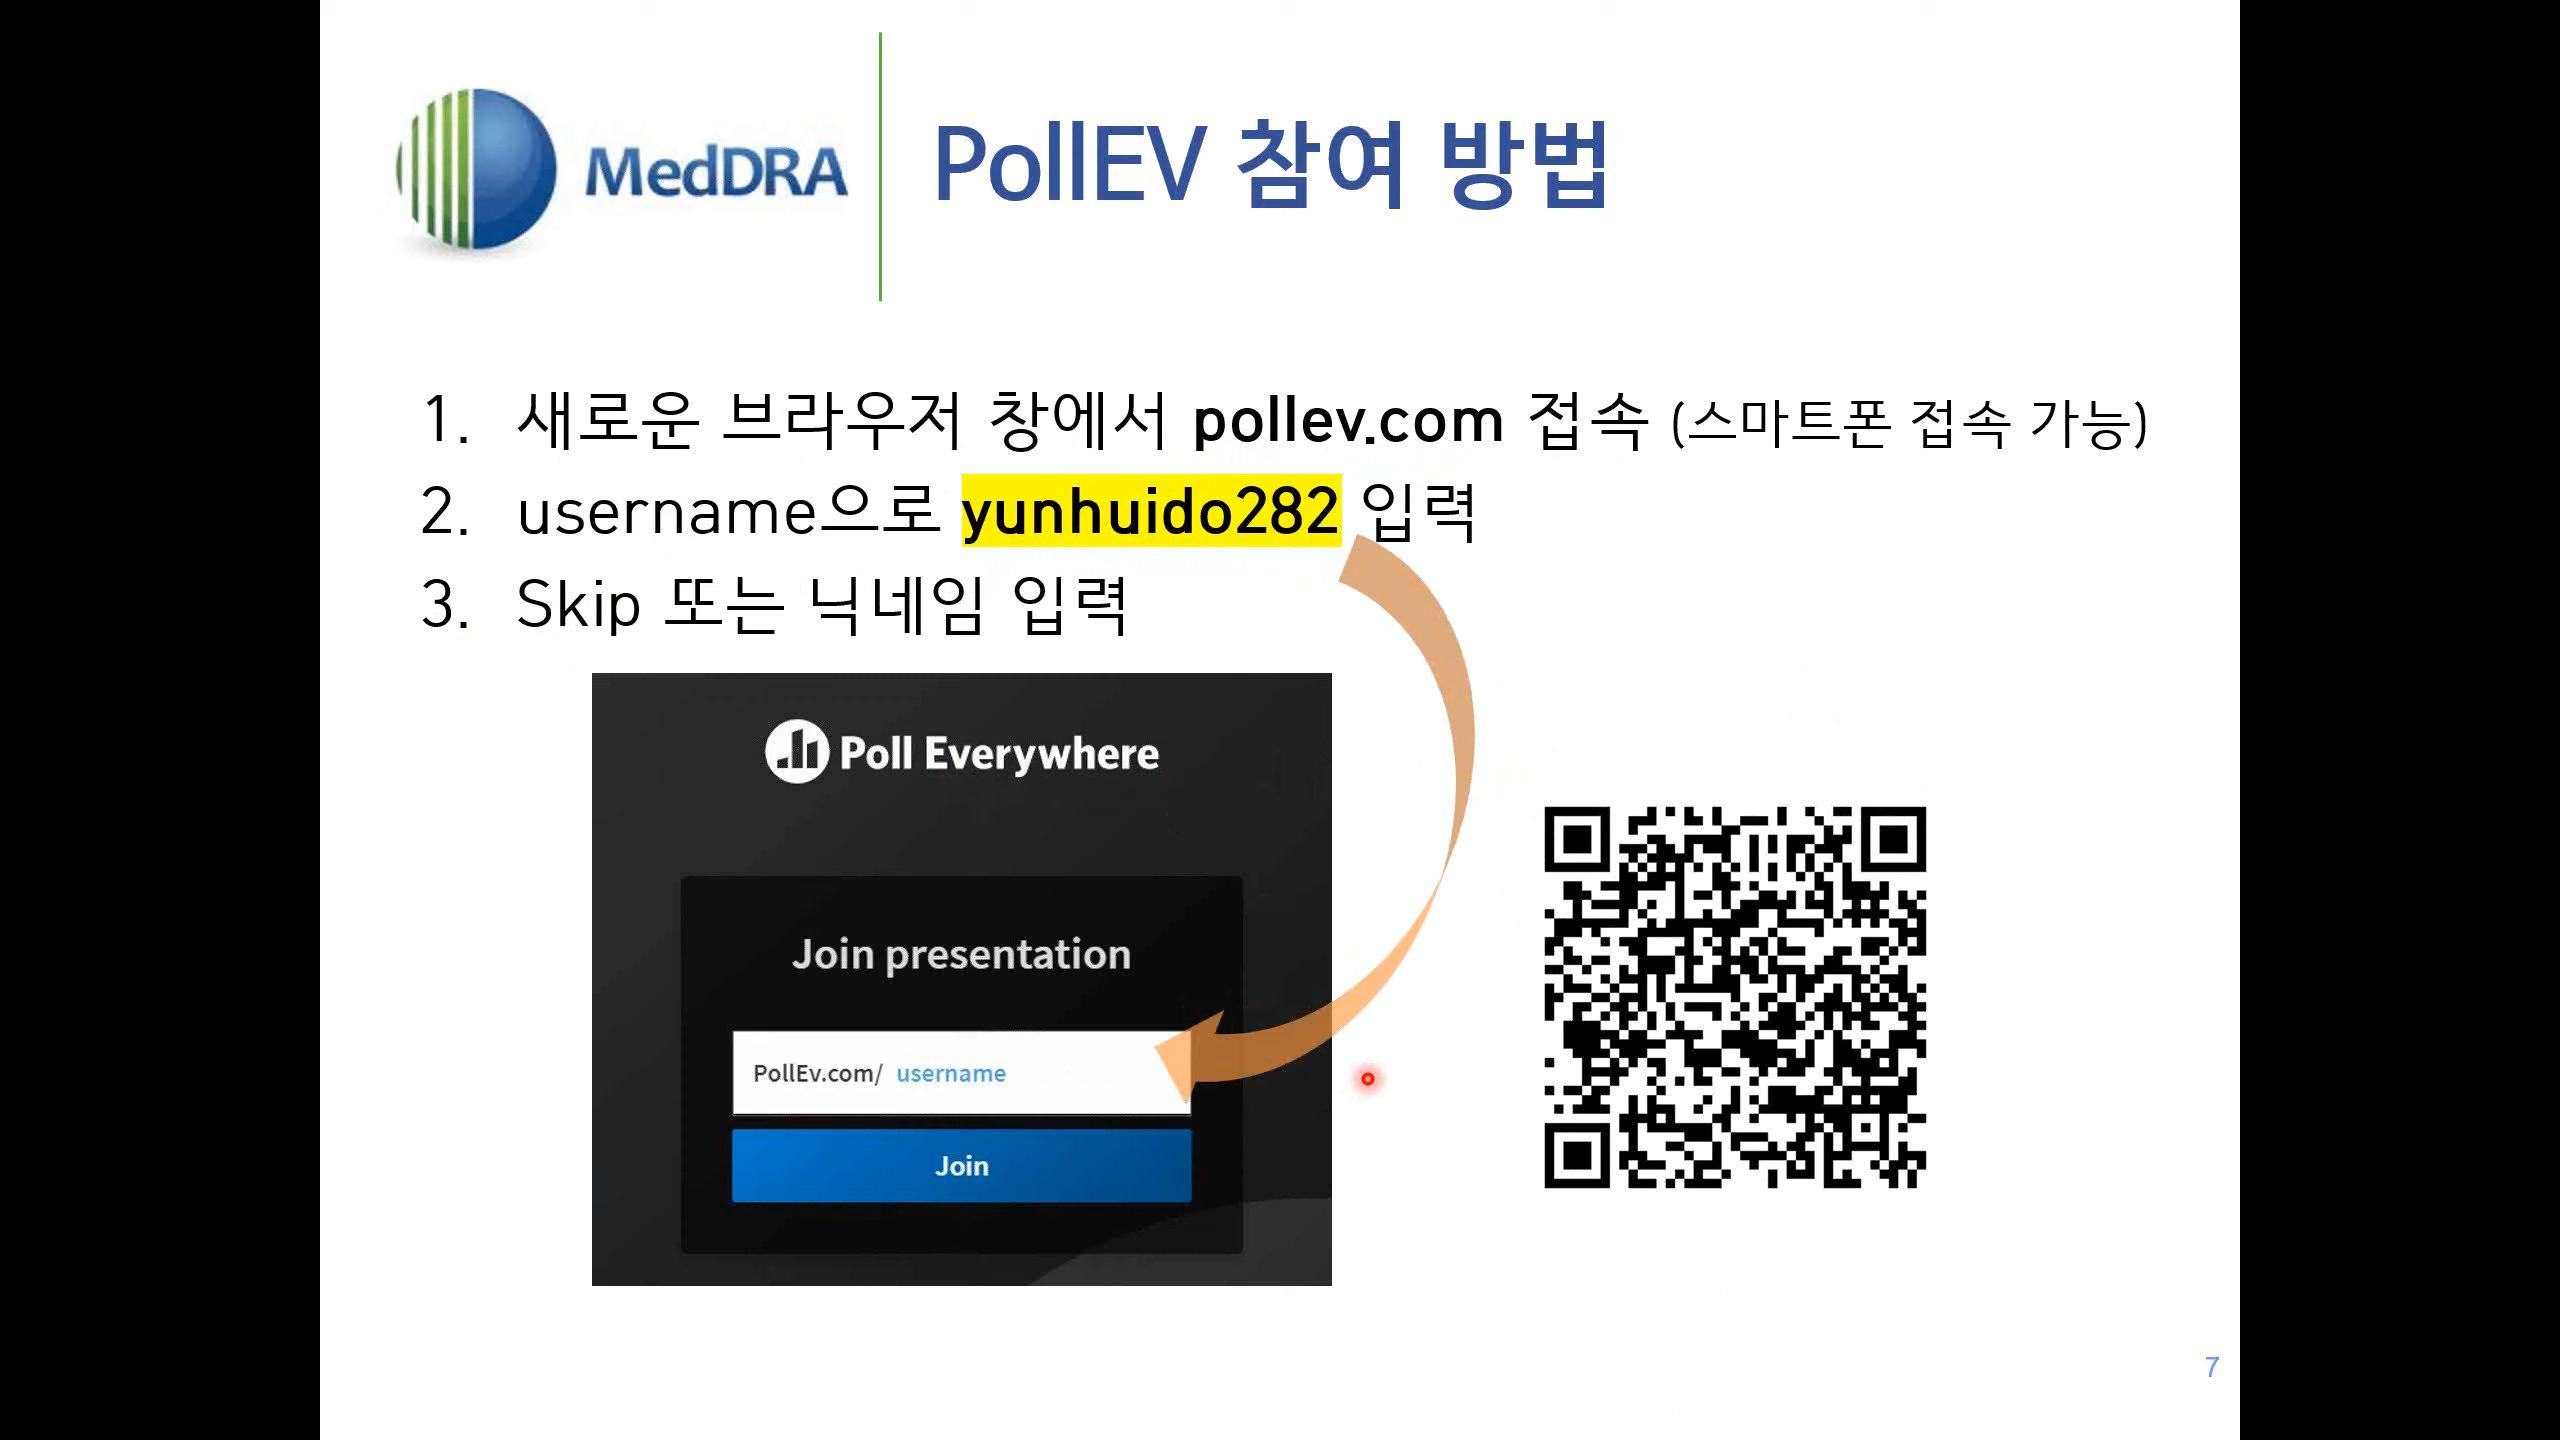 MedDRA
PollEV 참여 방법
1. 새로운 브라우저 창에서 pollev.com 접속 (스마트폰 접속 가능)
2. username으로 yunhuido282 입력
3. Skip 또는 닉네임 입력
Poll Everywhere
Join presentation
PollEv.com/ username
Join
7